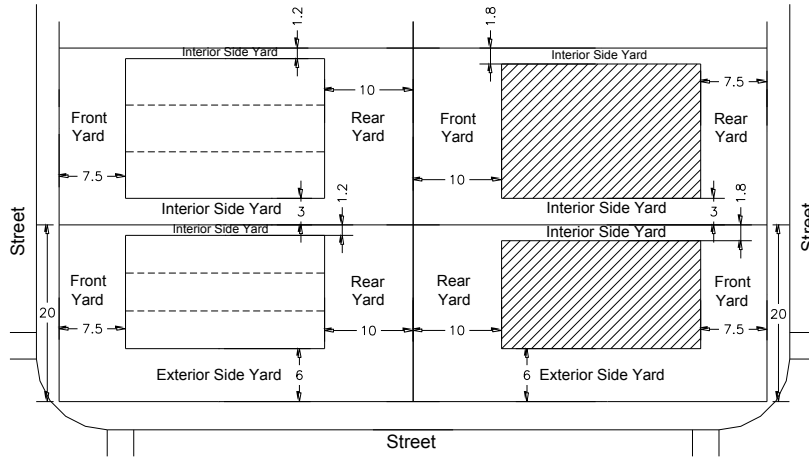 1.2
1.8
Interior Side Yard
Interior Side Yard
10
7.5
Front
Yard
Rear
Yard
Front
Yard
Rear
Yard
7.5
10
1.2
1.8
Interior Side Yard
3
Interior Side Yard
3
Street
Interior Side Yard
Interior Side Yard
Street
Front
Yard
Rear
Yard
Rear
Yard
Front
Yard
20
7.5
10
10
7.5
20
Exterior Side Yard
6
6
Exterior Side Yard
Street